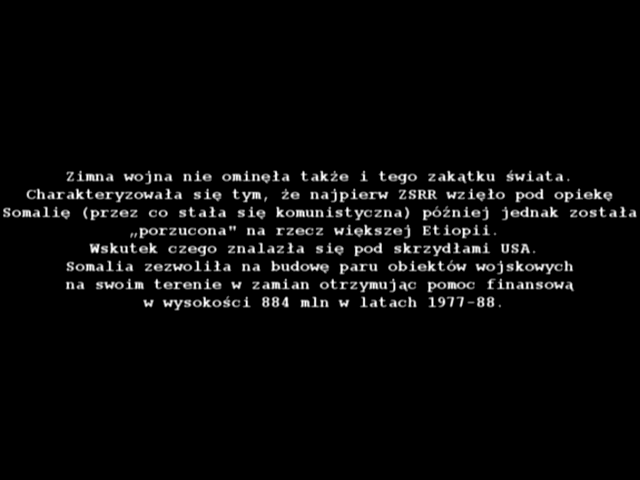 Zimna wojna nie ominęła także i tego zakątku świata.
Charakteryzowała się tym, że najpierw ZSRR wzięło pod opiekę
Somalię (przez co stała się komunistyczna) później jednak została
„porzucona" na rzecz większej Etiopii.
Wskutek czego znalazła się pod skrzydłami USA.
Somalia zezwoliła na budowę paru obiektów wojskowych
na swoim terenie w zamian otrzymując pomoc finansową
w wysokości 884 mln w latach 1977-88.